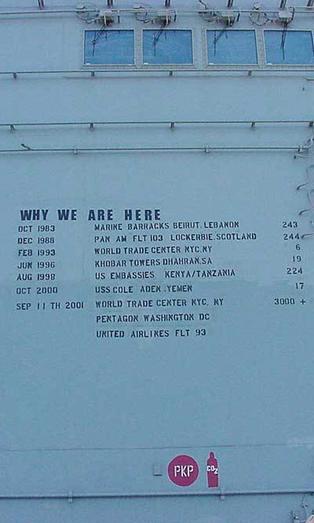 WHY WE ARE HERE
OCT 1983 MARINE BARRACKS BEIRUT, LEBANON 243
DEC 1988 PAN AM FLT 103 LOCKERBIE, SCOTLAND 244
FEB 1993 WORLD TRADE CENTER NYC, NY 6
JUN 1996 KHOBAR TOWERS DHAHRAN, SA 19
AUG 1998 US EMBASSIES KENYA/TANZANIA 224
OCT 2000 USS COLE ADEN, YEMEN 17
SEP 11 TH 2001 WORLD TRADE CENTER NYC, NY 3000 +
PENTAGON WASHINGTON DC
UNITED AIRLINES FLT 93
PKP CO2